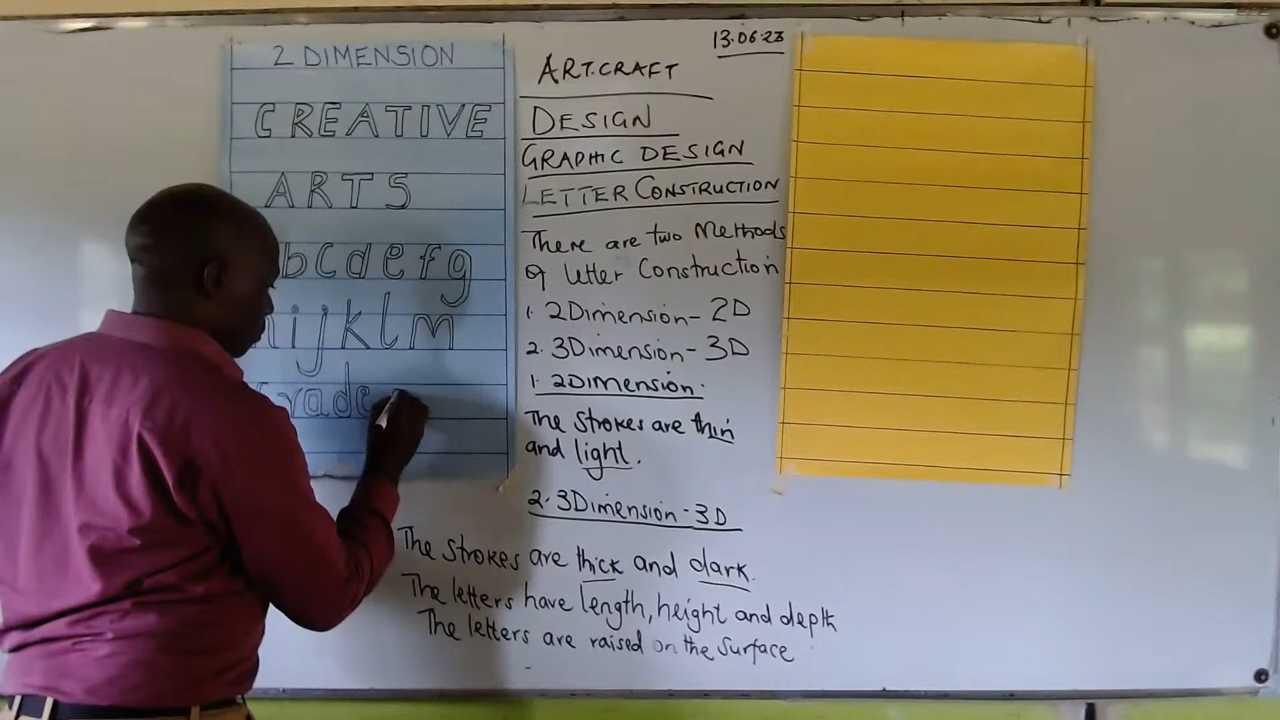 2 DIMENSION
CREATIVE
ARTS
bcdefg
ijklm
rade
13.06.23
ART.CRAFT
DESIGN
GRAPHIC DESIGN
LETTER CONSTRUCTION
There are two Methods
of letter Construction
1. 2Dimension - 2D
2. 3Dimension - 3D
1. 2Dimension.
The Strokes are thin
and light.
2. 3Dimension - 3D
The Strokes are thick and dark.
The letters have length, height and depth
The letters are raised on the surface